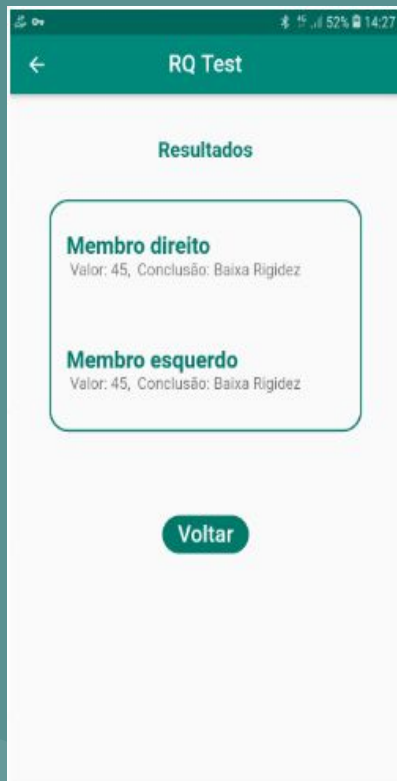 52% 14:27
RQ Test
Resultados
Membro direito
Valor: 45, Conclusão: Baixa Rigidez
Membro esquerdo
Valor: 45, Conclusão: Baixa Rigidez
Voltar